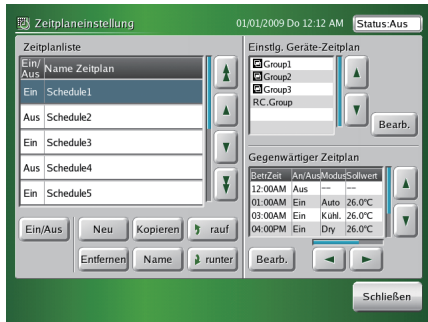 Zeitplaneinstellung
01/01/2009 Do 12:12 AM
Status:Aus
Zeitplanliste
Ein/Aus Name Zeitplan
Ein Schedule1
Aus Schedule2
Ein Schedule3
Aus Schedule4
Ein Schedule5
Ein/Aus
Neu
Kopieren
rauf
Entfernen
Name
runter
Einstlg. Geräte-Zeitplan
Group1
Group2
Group3
RC.Group
Bearb.
Gegenwärtiger Zeitplan
BetrZeit An/Aus Modus Sollwert
12:00AM Aus -- --
01:00AM Ein Auto 26.0°C
03:00AM Ein Kühl. 26.0°C
04:00PM Ein Dry 26.0°C
Bearb.
Schließen